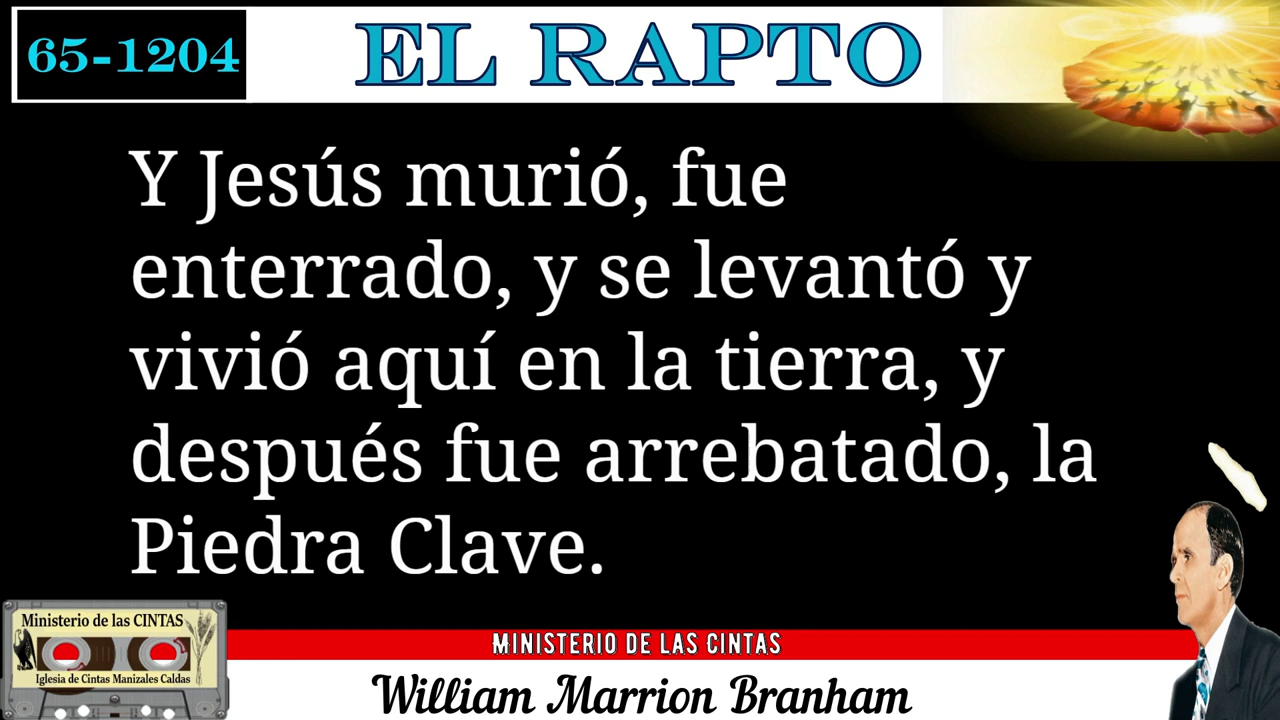 65-1204
EL RAPTO
Y Jesús murió, fue
enterrado, y se levantó y
vivió aquí en la tierra, y
después fue arrebatado, la
Piedra Clave.
Ministerio de las CINTAS
Iglesia de Cintas Manizales Caldas
MINISTERIO DE LAS CINTAS
William Marrion Branham